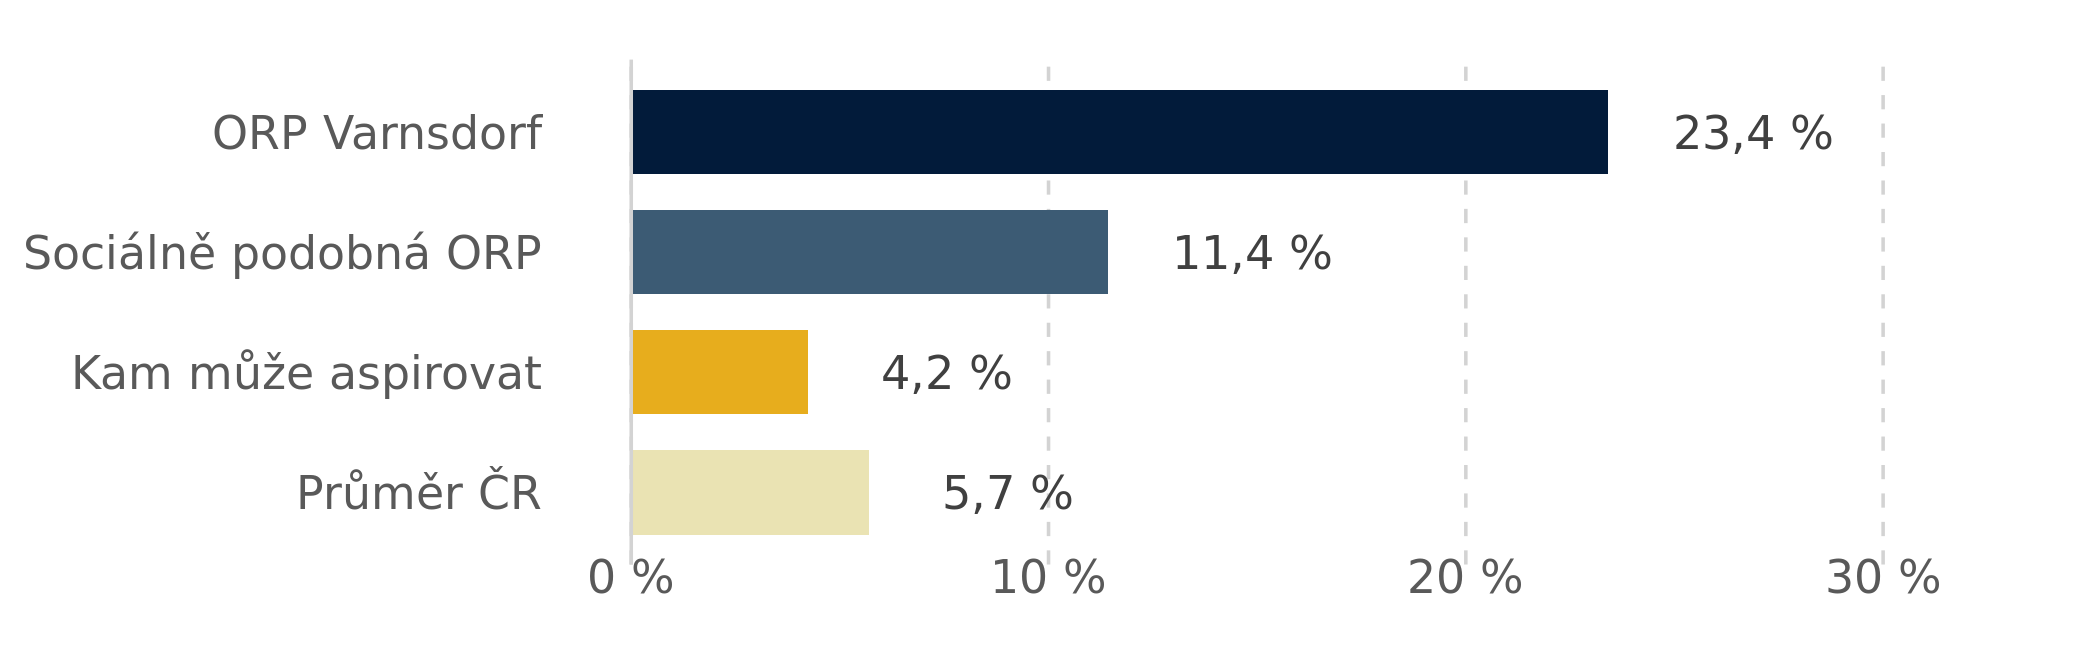 ORP Varnsdorf 23,4 %
Sociálně podobná ORP 11,4 %
Kam může aspirovat 4,2 %
Průměr ČR 5,7 %
0 % 10 % 20 % 30 %